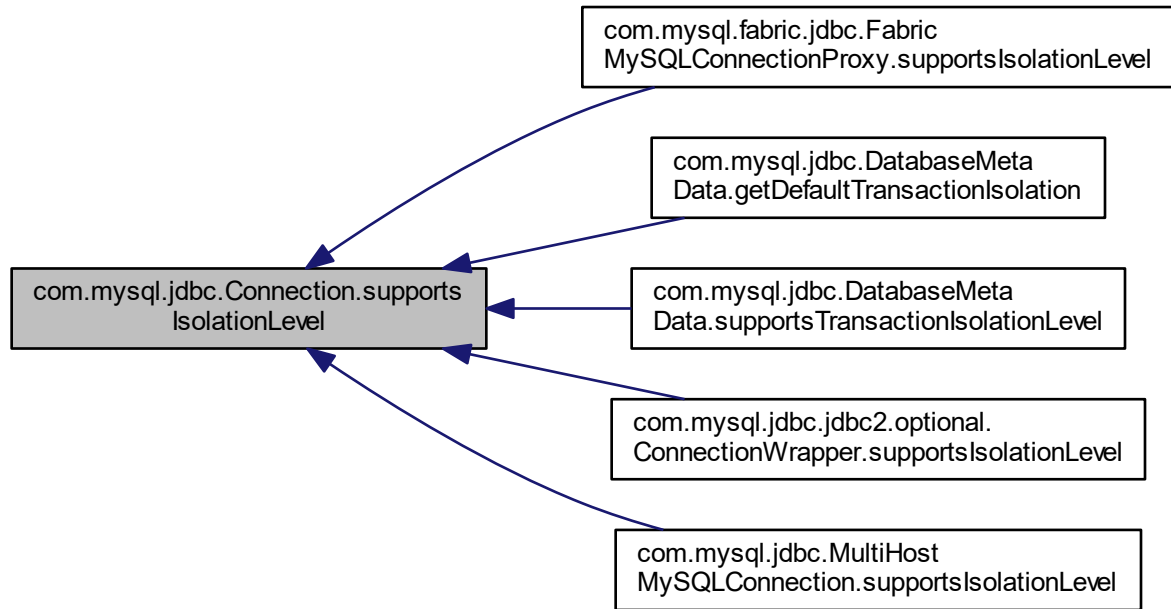 com.mysql.fabric.jdbc.Fabric
MySQLConnectionProxy.supportsIsolationLevel
com.mysql.jdbc.DatabaseMeta
Data.getDefaultTransactionIsolation
com.mysql.jdbc.Connection.supports
IsolationLevel
com.mysql.jdbc.DatabaseMeta
Data.supportsTransactionIsolationLevel
com.mysql.jdbc.jdbc2.optional.
ConnectionWrapper.supportsIsolationLevel
com.mysql.jdbc.MultiHost
MySQLConnection.supportsIsolationLevel